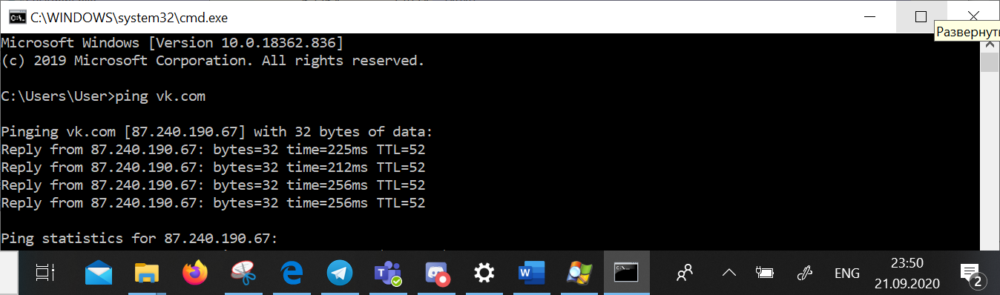 C:\WINDOWS\system32\cmd.exe
Развернуть
Microsoft Windows [Version 10.0.18362.836]
(c) 2019 Microsoft Corporation. All rights reserved.
C:\Users\User>ping vk.com
Pinging vk.com [87.240.190.67] with 32 bytes of data:
Reply from 87.240.190.67: bytes=32 time=225ms TTL=52
Reply from 87.240.190.67: bytes=32 time=212ms TTL=52
Reply from 87.240.190.67: bytes=32 time=256ms TTL=52
Reply from 87.240.190.67: bytes=32 time=256ms TTL=52
Ping statistics for 87.240.190.67:
ENG
23:50
21.09.2020
2